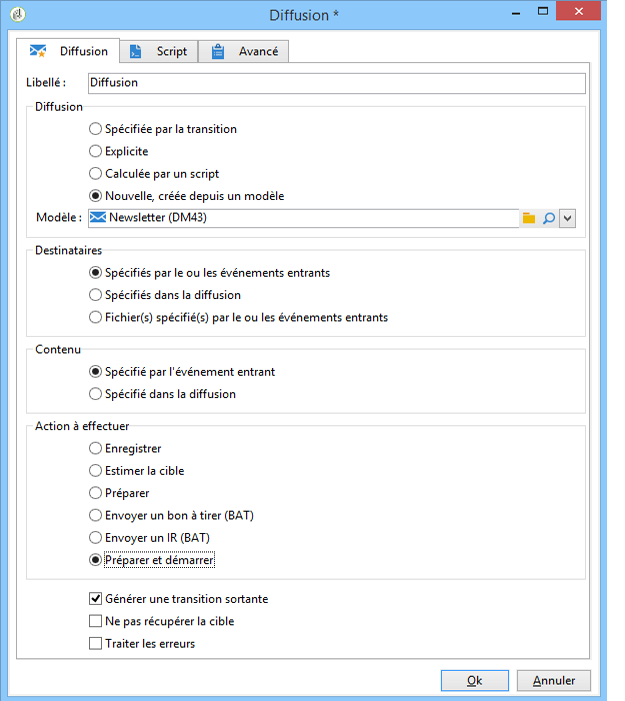 Diffusion *
Diffusion
Script
Avancé
Libellé :
Diffusion
Diffusion
Spécifiée par la transition
Explicite
Calculée par un script
Nouvelle, créée depuis un modèle
Modèle :
Newsletter (DM43)
Destinataires
Spécifiés par le ou les événements entrants
Spécifiés dans la diffusion
Fichier(s) spécifié(s) par le ou les événements entrants
Contenu
Spécifié par l'événement entrant
Spécifié dans la diffusion
Action à effectuer
Enregistrer
Estimer la cible
Préparer
Envoyer un bon à tirer (BAT)
Envoyer un IR (BAT)
Préparer et démarrer
Générer une transition sortante
Ne pas récupérer la cible
Traiter les erreurs
Ok
Annuler